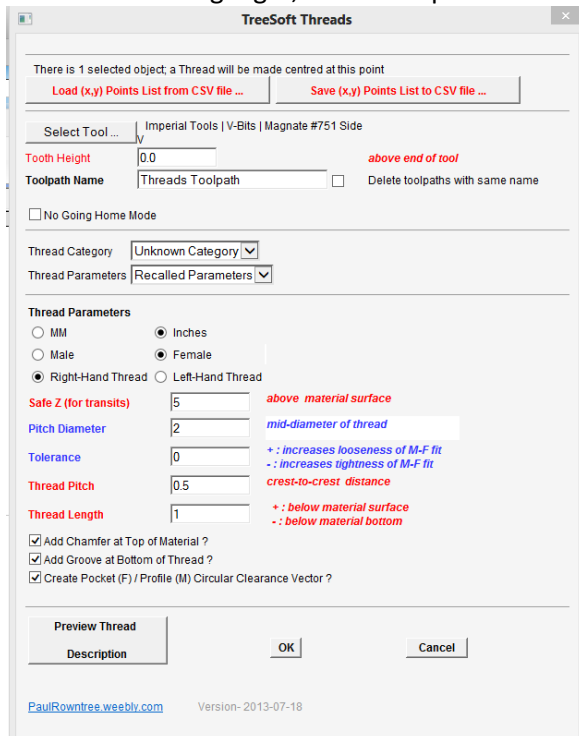 TreeSoft Threads
There is 1 selected object; a Thread will be made centred at this point
Load (x,y) Points List from CSV file ... Save (x,y) Points List to CSV file ...
Select Tool ... Imperial Tools | V-Bits | Magnate #751 Side
V
Tooth Height 0.0 above end of tool
Toolpath Name Threads Toolpath Delete toolpaths with same name
No Going Home Mode
Thread Category Unknown Category
Thread Parameters Recalled Parameters
Thread Parameters
MM Inches
Male Female
Right-Hand Thread Left-Hand Thread
Safe Z (for transits) 5 above material surface
Pitch Diameter 2 mid-diameter of thread
Tolerance 0 + : increases looseness of M-F fit
- : increases tightness of M-F fit
Thread Pitch 0.5 crest-to-crest distance
Thread Length 1 + : below material surface
- : below material bottom
Add Chamfer at Top of Material ?
Add Groove at Bottom of Thread ?
Create Pocket (F) / Profile (M) Circular Clearance Vector ?
Preview Thread
Description OK Cancel
PaulRowntree.weebly.com Version- 2013-07-18